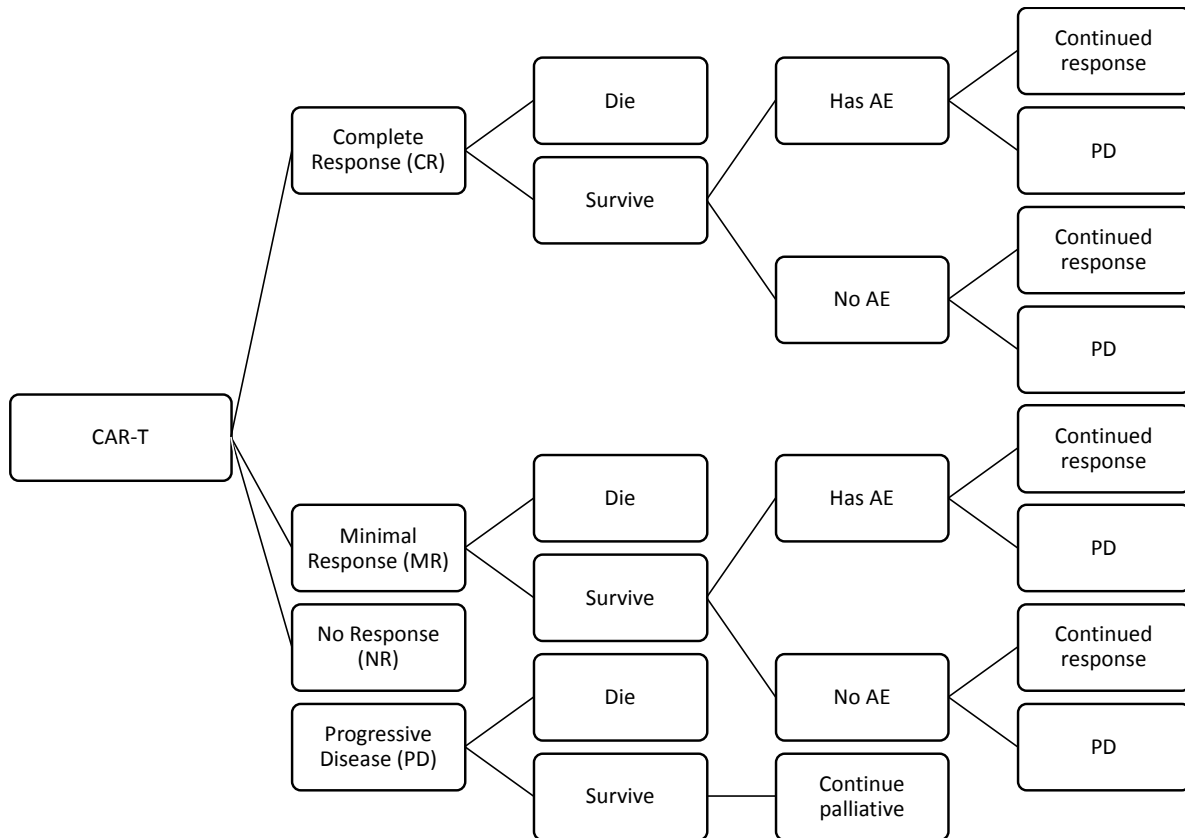 Continued
response
Die
Has AE
Complete
Response (CR)
PD
Survive
Continued
response
No AE
PD
CAR-T
Continued
response
Die
Has AE
Minimal
Response (MR)
PD
Survive
No Response
(NR)
Continued
response
Die
No AE
Progressive
Disease (PD)
PD
Survive
Continue
palliative